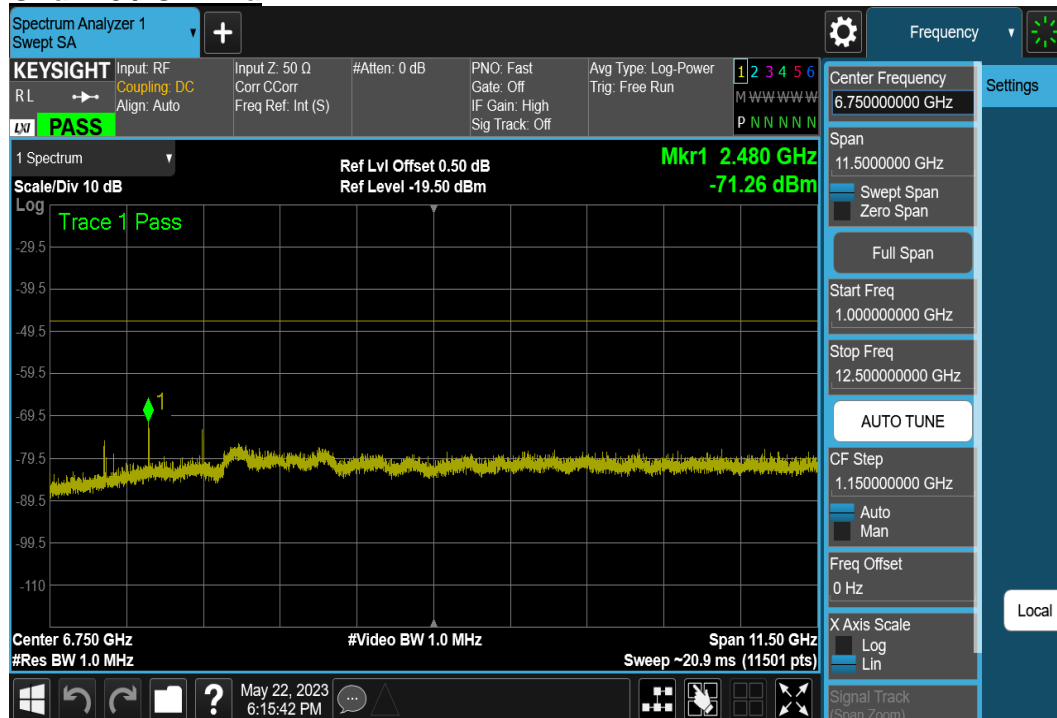 Spectrum Analyzer 1
Swept SA
+
Frequency
KEYSIGHT
Input: RF
Input Z: 50 Ω
#Atten: 0 dB
PNO: Fast
Avg Type: Log-Power
1 2 3 4 5 6
RL
Coupling: DC
Corr CCorr
Gate: Off
Trig: Free Run
M W W W W W
Align: Auto
Freq Ref: Int (S)
IF Gain: High
LXI
PASS
Sig Track: Off
P N N N N N
1 Spectrum
Ref Lvl Offset 0.50 dB
Mkr1 2.480 GHz
Scale/Div 10 dB
Ref Level -19.50 dBm
-71.26 dBm
Log
Trace 1 Pass
-29.5
-39.5
-49.5
-59.5
1
-69.5
-79.5
-89.5
-99.5
-110
Center 6.750 GHz
#Video BW 1.0 MHz
Span 11.50 GHz
#Res BW 1.0 MHz
Sweep ~20.9 ms (11501 pts)
Center Frequency
6.750000000 GHz
Settings
Span
11.5000000 GHz
Swept Span
Zero Span
Full Span
Start Freq
1.000000000 GHz
Stop Freq
12.500000000 GHz
AUTO TUNE
CF Step
1.150000000 GHz
Auto
Man
Freq Offset
0 Hz
Local
X Axis Scale
Log
Lin
Signal Track
(Span Zoom)
?
May 22, 2023
6:15:42 PM